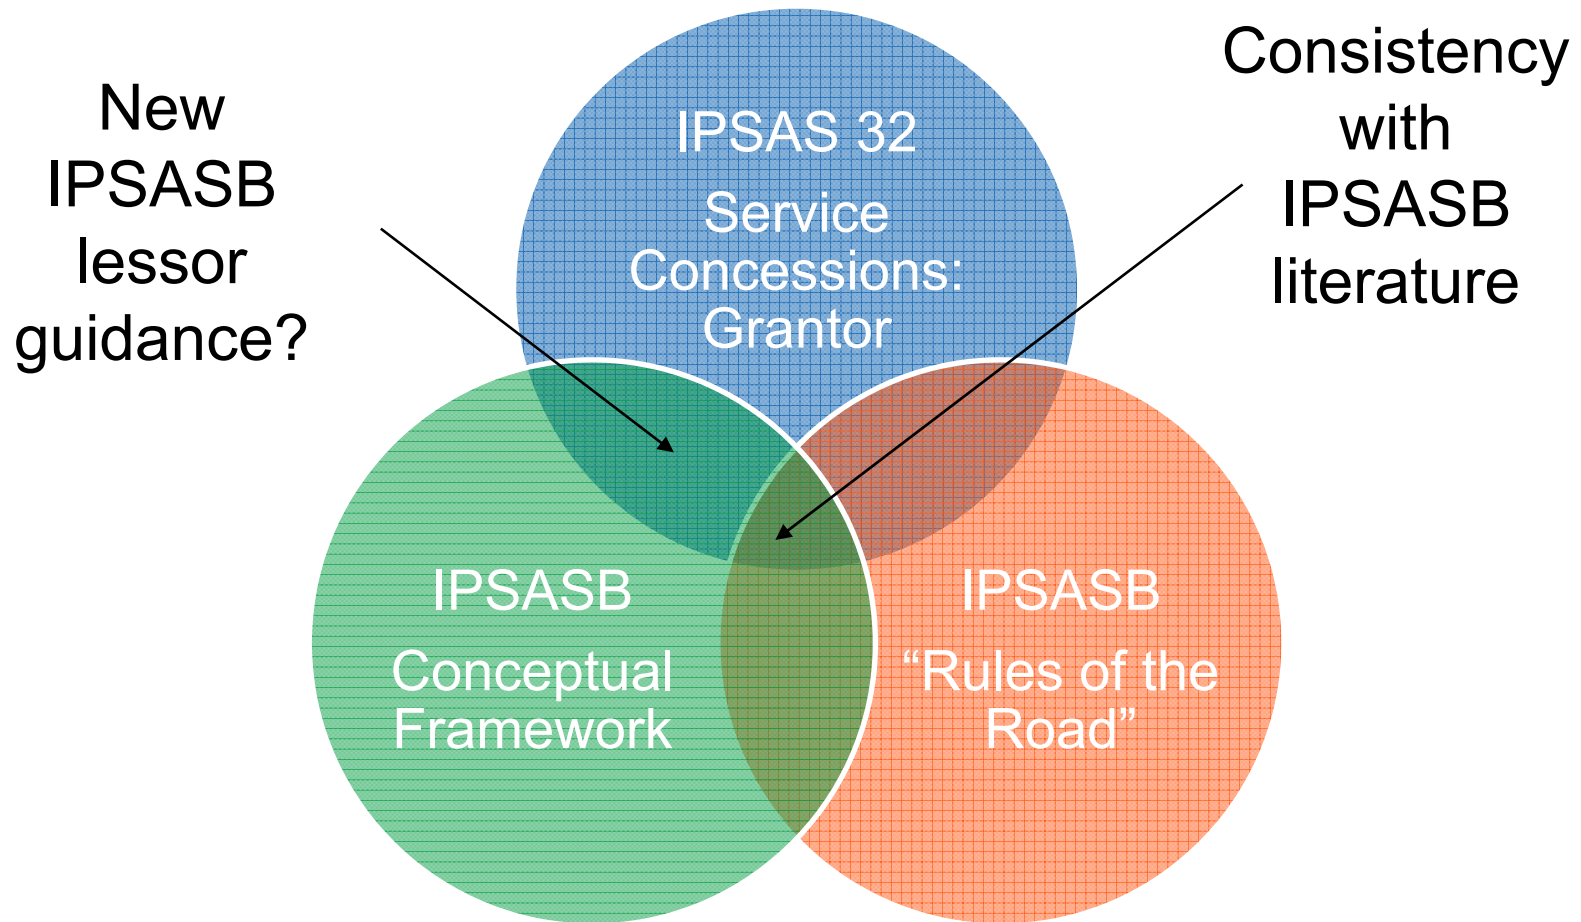 New
IPSASB
lessor
guidance?
IPSAS 32
Service
Concessions:
Grantor
Consistency
with
IPSASB
literature
IPSASB
Conceptual
Framework
IPSASB
“Rules of the
Road”